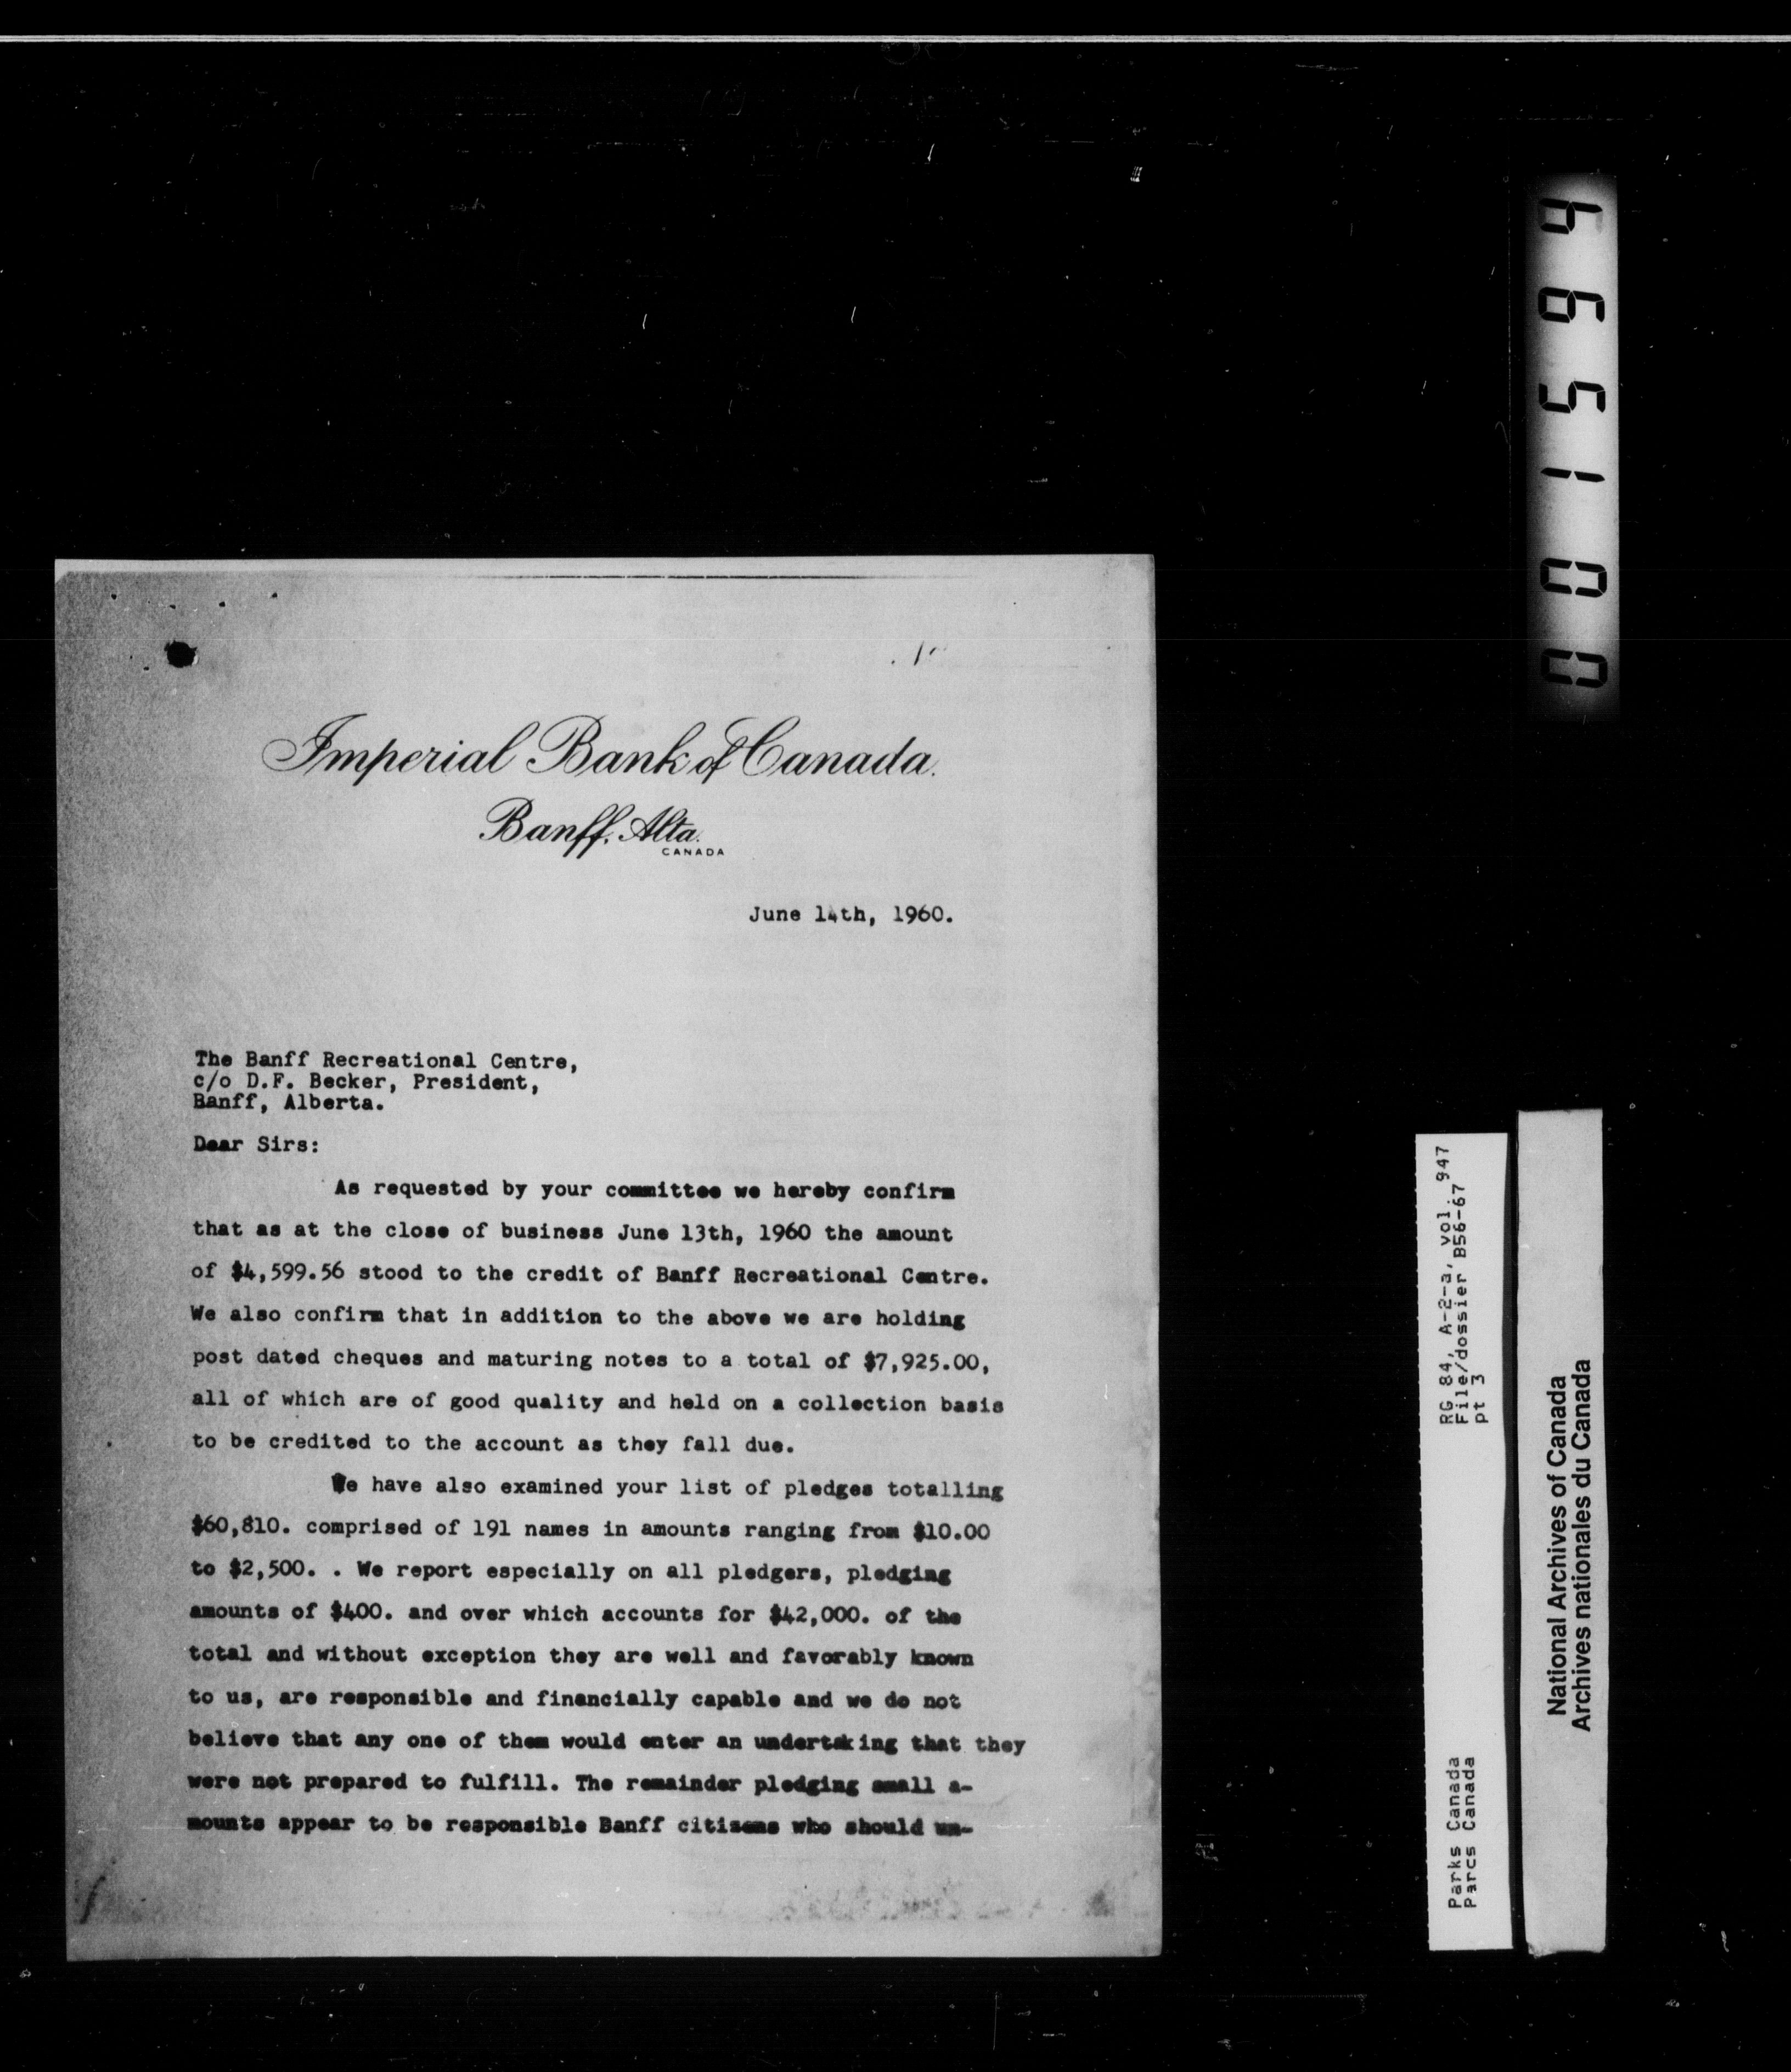 Imperial Bank of Canada.
Banff, Alta.
CANADA
June 14th, 1960.
The Banff Recreational Centre,
c/o D.F. Becker, President,
Banff, Alberta.
Dear Sirs:
As requested by your committee we hereby confirm
that as at the close of business June 13th, 1960 the amount
of $4,599.56 stood to the credit of Banff Recreational Centre.
We also confirm that in addition to the above we are holding
post dated cheques and maturing notes to a total of $7,925.00,
all of which are of good quality and held on a collection basis
to be credited to the account as they fall due.
We have also examined your list of pledges totalling
$60,810. comprised of 191 names in amounts ranging from $10.00
to $2,500. . We report especially on all pledgers, pledging
amounts of $400. and over which accounts for $42,000. of the
total and without exception they are well and favorably known
to us, are responsible and financially capable and we do not
believe that any one of them would enter an undertaking that they
were not prepared to fulfill. The remainder pledging small a-
mounts appear to be responsible Banff citizens who should un-
001594
RG 84, A-2-a, vol. 947
File/dossier B56-67
pt 3
Parks Canada
Parcs Canada
National Archives of Canada
Archives nationales du Canada